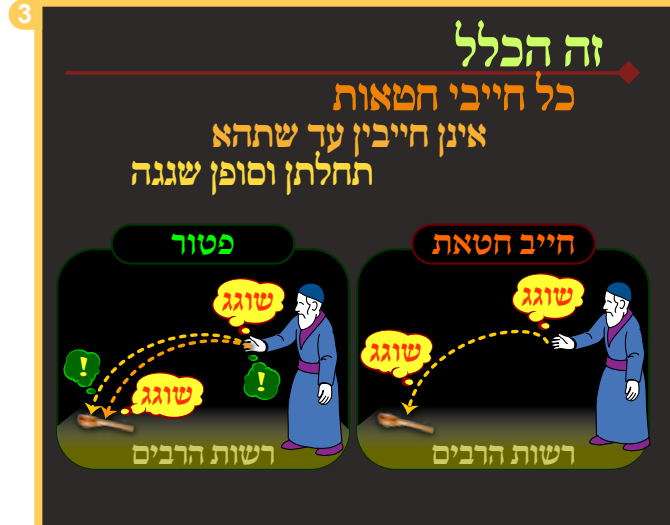 3
זה הכלל
כל חייבי חטאות
אינן חייבין עד שתהא
תחלתן וסופן שגגה
חייב חטאת
שוגג
שוגג
רשות הרבים
פטור
שוגג
!
!
שוגג
רשות הרבים